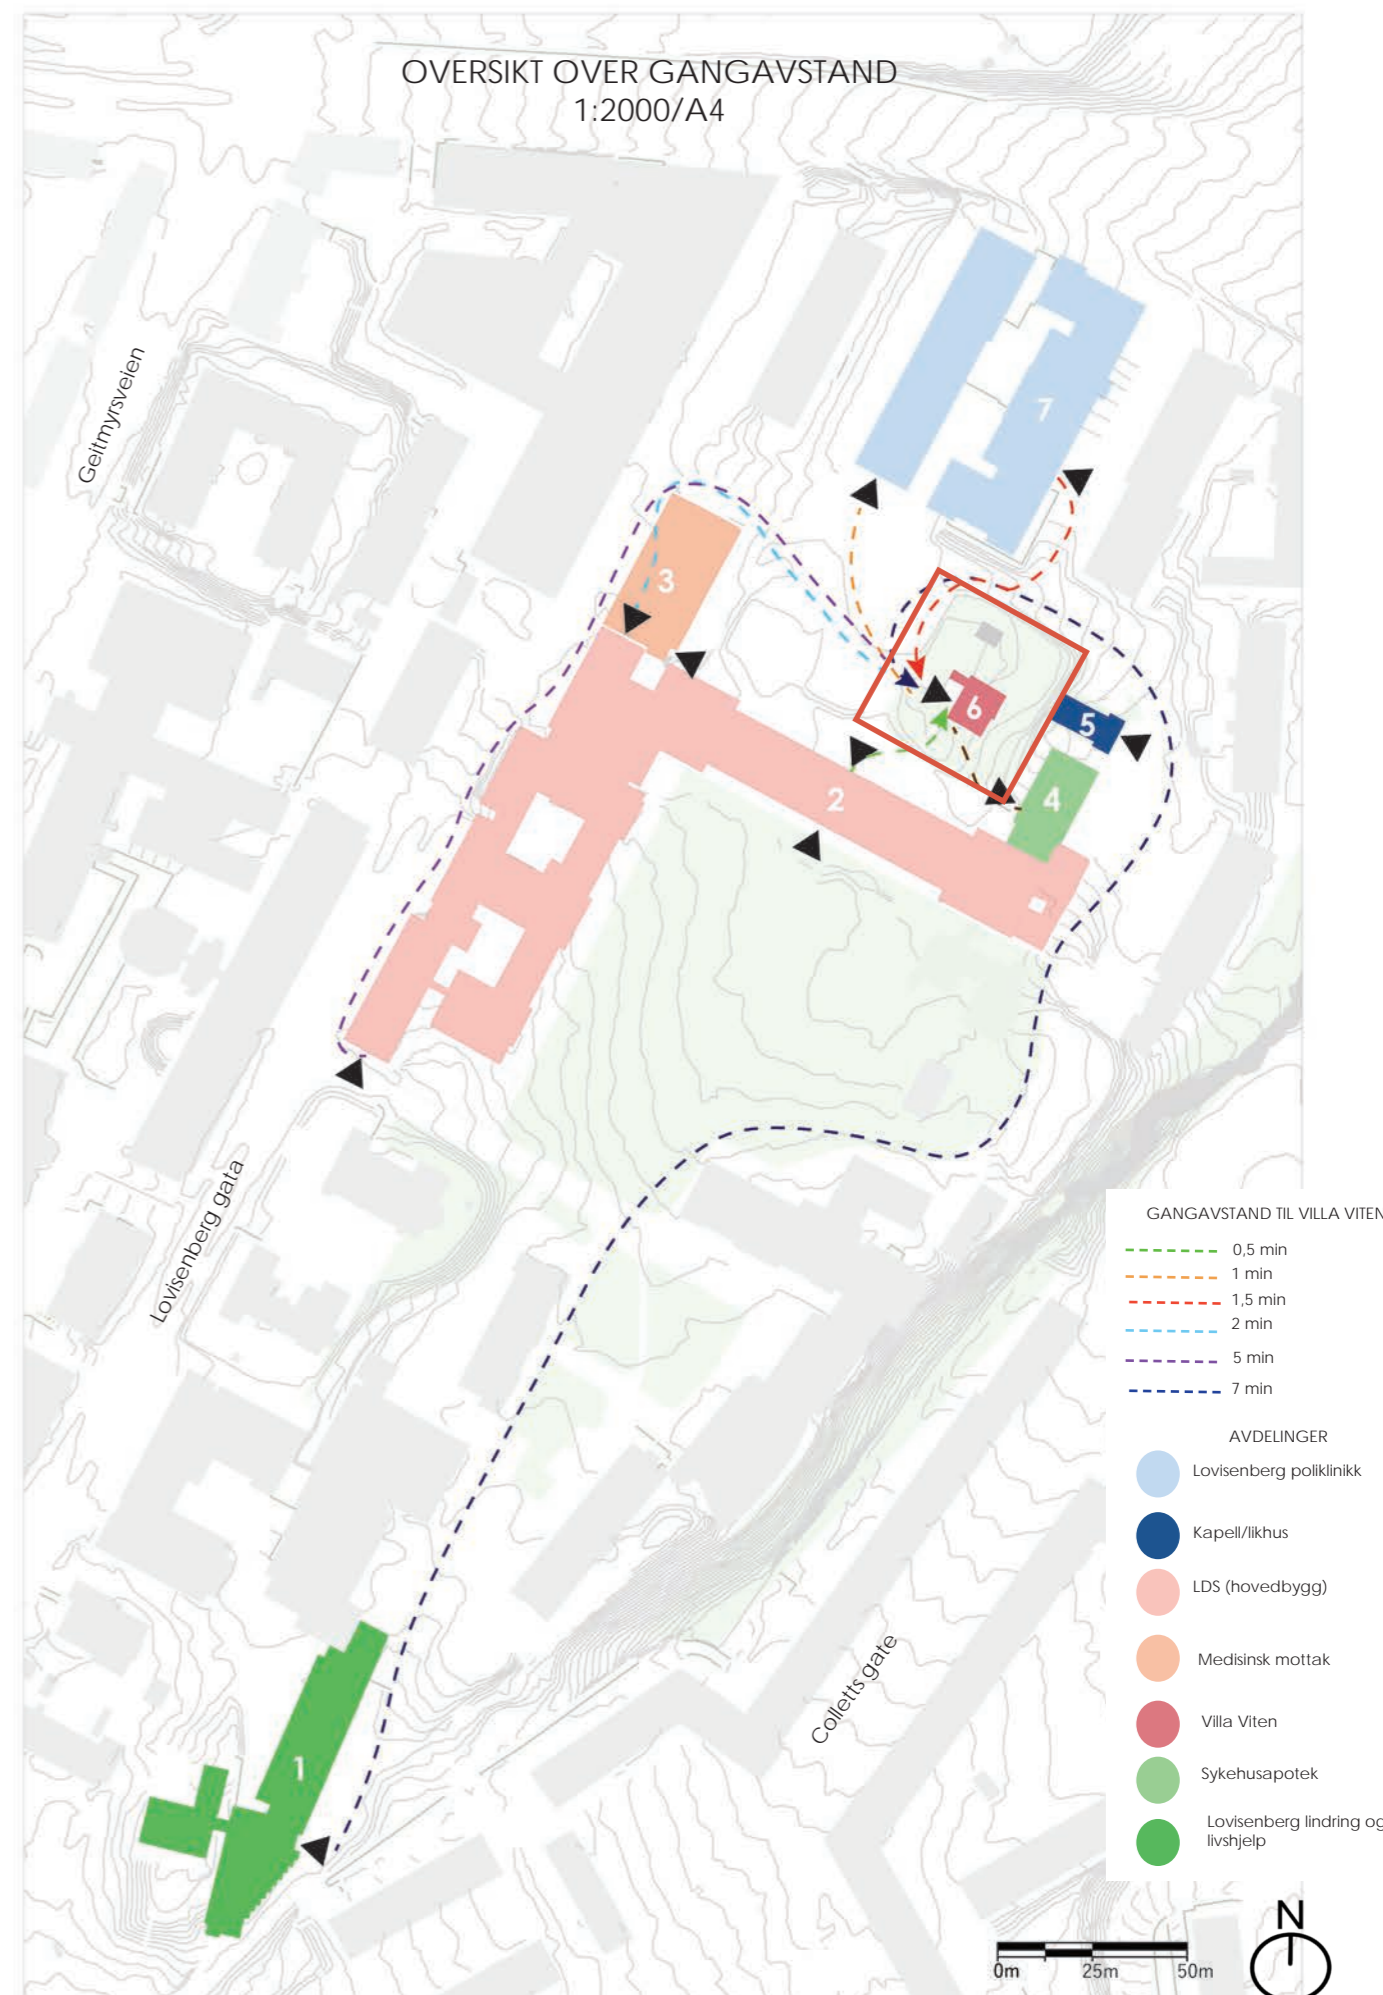 OVERSIKT OVER GANGAVSTAND
1:2000/A4
Geitmyrsveien
7
3
6
5
2
4
Lovisenberg gata
GANGAVSTAND TIL VILLA VITEN
0,5 min
1 min
1,5 min
2 min
5 min
7 min
AVDELINGER
Lovisenberg poliklinikk
Kapell/likhus
LDS (hovedbygg)
Medisinsk mottak
Villa Viten
Sykehusapotek
Lovisenberg lindring og
livshjelp
Colletts gate
1
N
0m 25m 50m